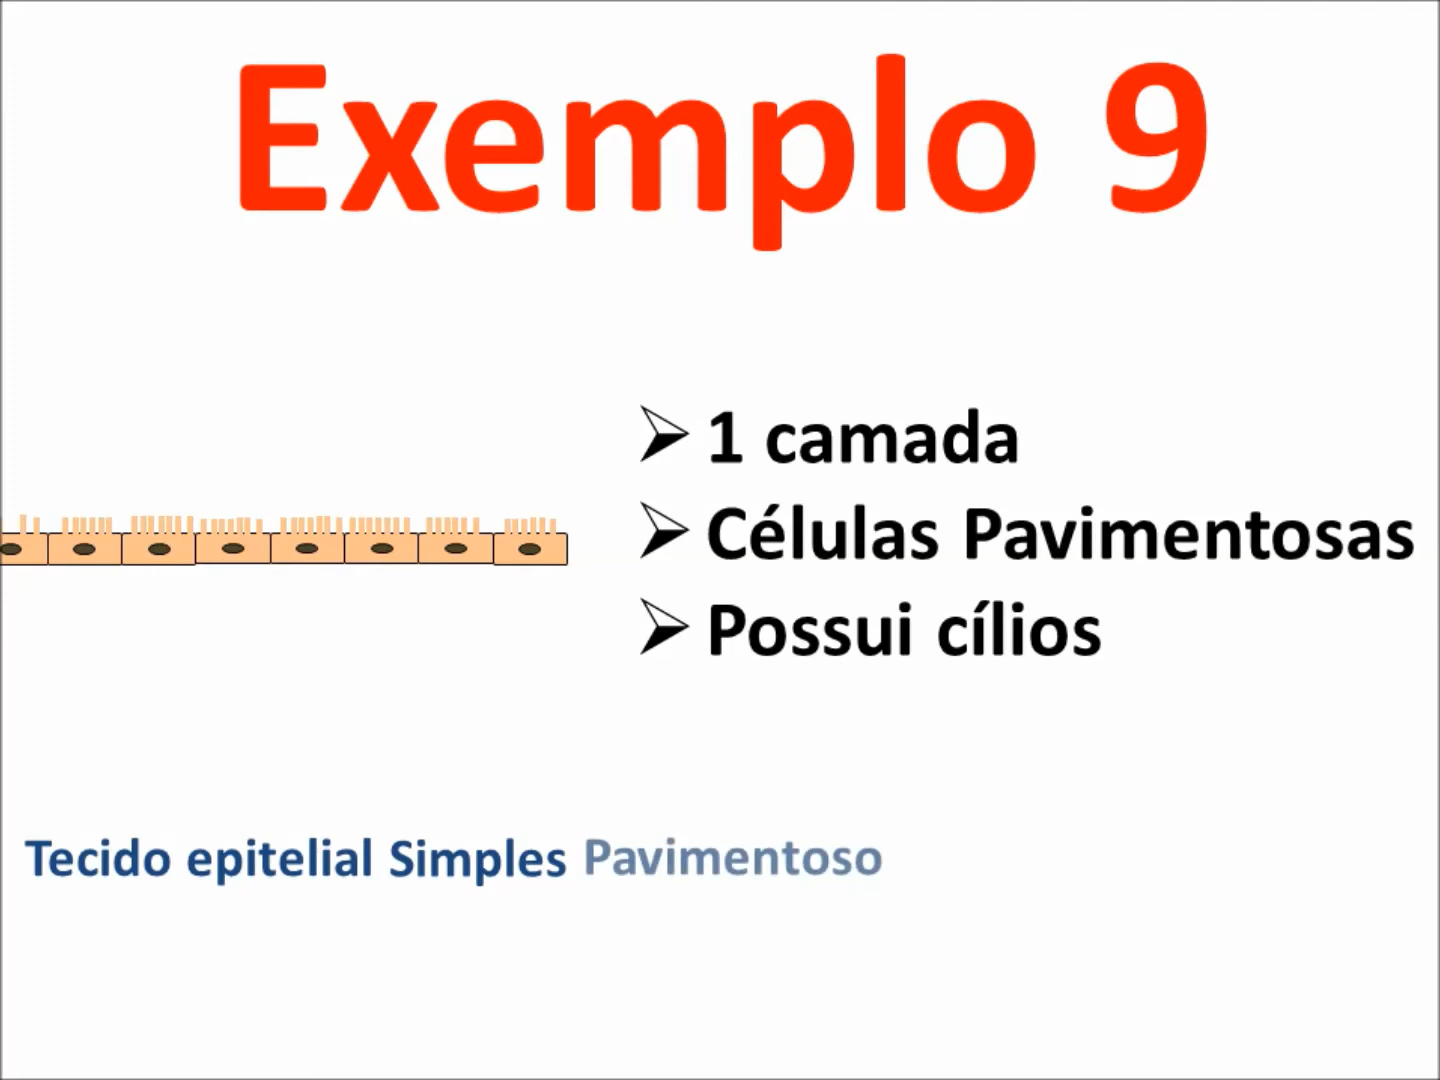 Exemplo 9
1 camada
Células Pavimentosas
Possui cílios
Tecido epitelial Simples Pavimentoso